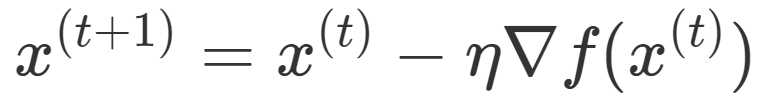 x^{(t+1)} = x^{(t)} − η∇f(x^{(t)})